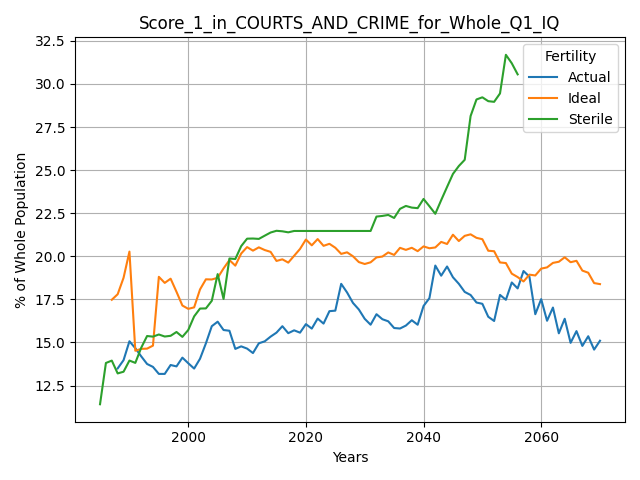 Score_1_in_COURTS_AND_CRIME_for_Whole_Q1_IQ
% of Whole Population
32.5
30.0
27.5
25.0
22.5
20.0
17.5
15.0
12.5
Fertility
Actual
Ideal
Sterile
2000
2020
2040
2060
Years